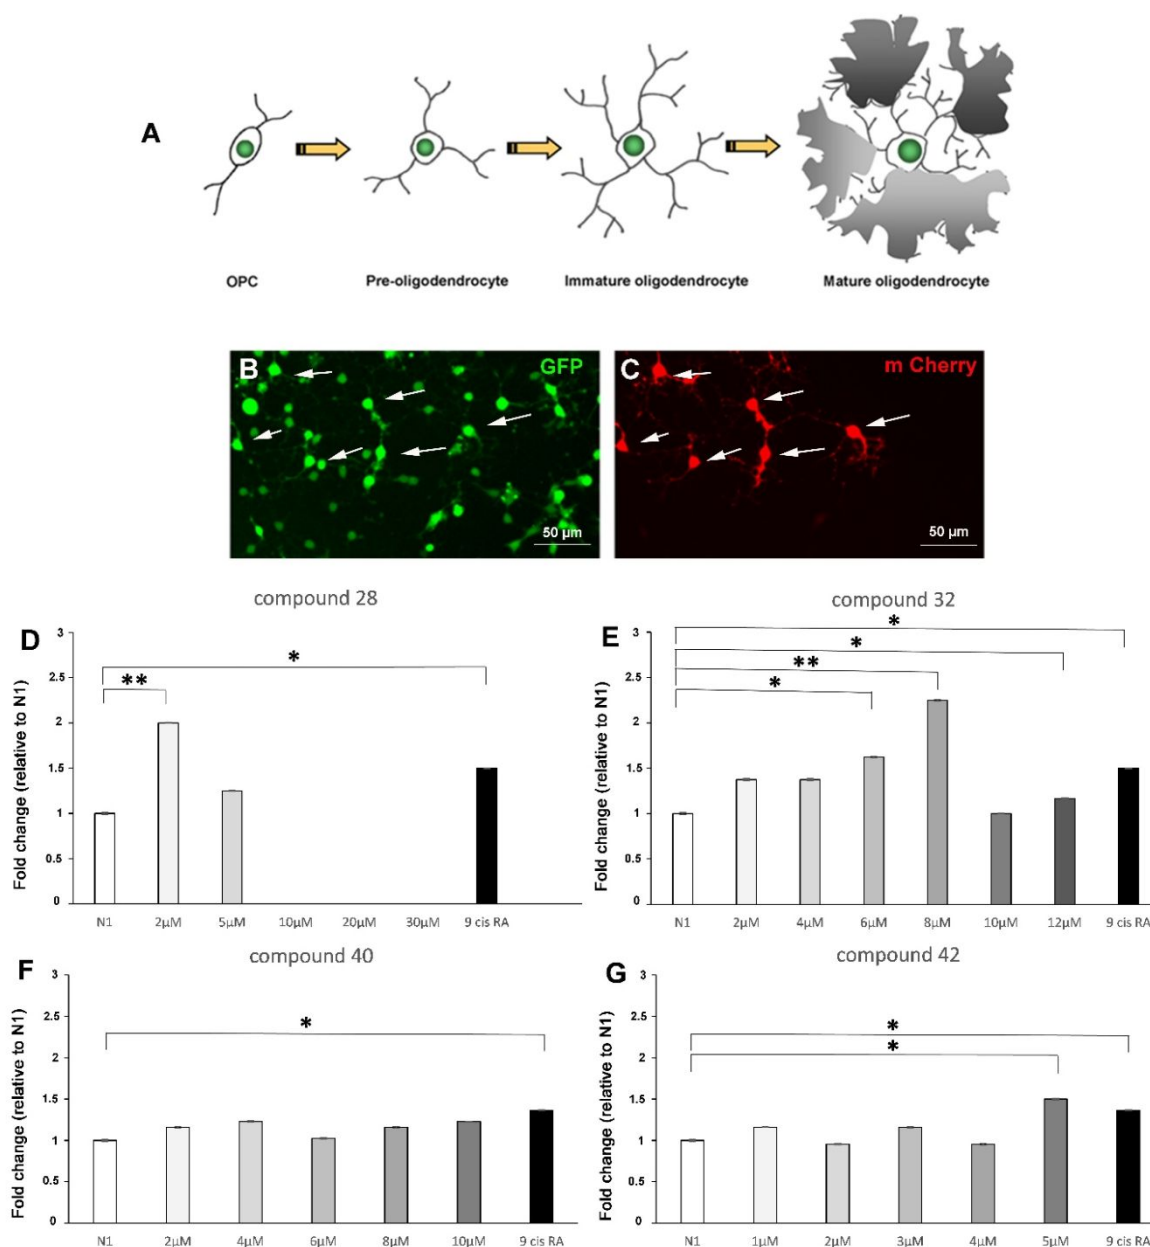 A
OPC
Pre-oligodendrocyte
Immature oligodendrocyte
Mature oligodendrocyte
B
GFP
50 µm
C
m Cherry
50 µm
compound 28
D
Fold change (relative to N1)
3
2.5
2
1.5
1
0.5
0
**
*
N1 2µM 5µM 10µM 20µM 30µM 9 cis RA
compound 32
E
Fold change (relative to N1)
3
2.5
2
1.5
1
0.5
0
*
*
**
*
N1 2µM 4µM 6µM 8µM 10µM 12µM 9 cis RA
compound 40
F
Fold change (relative to N1)
3
2.5
2
1.5
1
0.5
0
*
N1 2µM 4µM 6µM 8µM 10µM 9 cis RA
compound 42
G
Fold change (relative to N1)
3
2.5
2
1.5
1
0.5
0
*
*
N1 1µM 2µM 3µM 4µM 5µM 9 cis RA